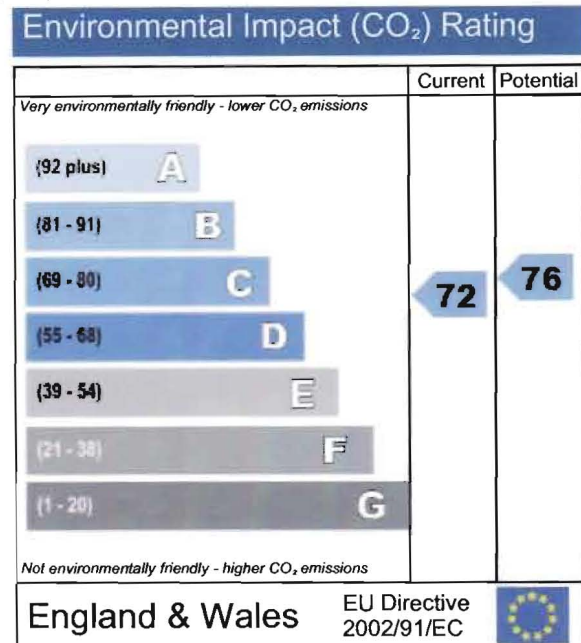 Environmental Impact (CO₂) Rating
Current Potential
Very environmentally friendly - lower CO₂ emissions
(92 plus) A
(81 - 91) B
(69 - 80) C
72 76
(55 - 68) D
(39 - 54) E
(21 - 38) F
(1 - 20) G
Not environmentally friendly - higher CO₂ emissions
England & Wales
EU Directive
2002/91/EC